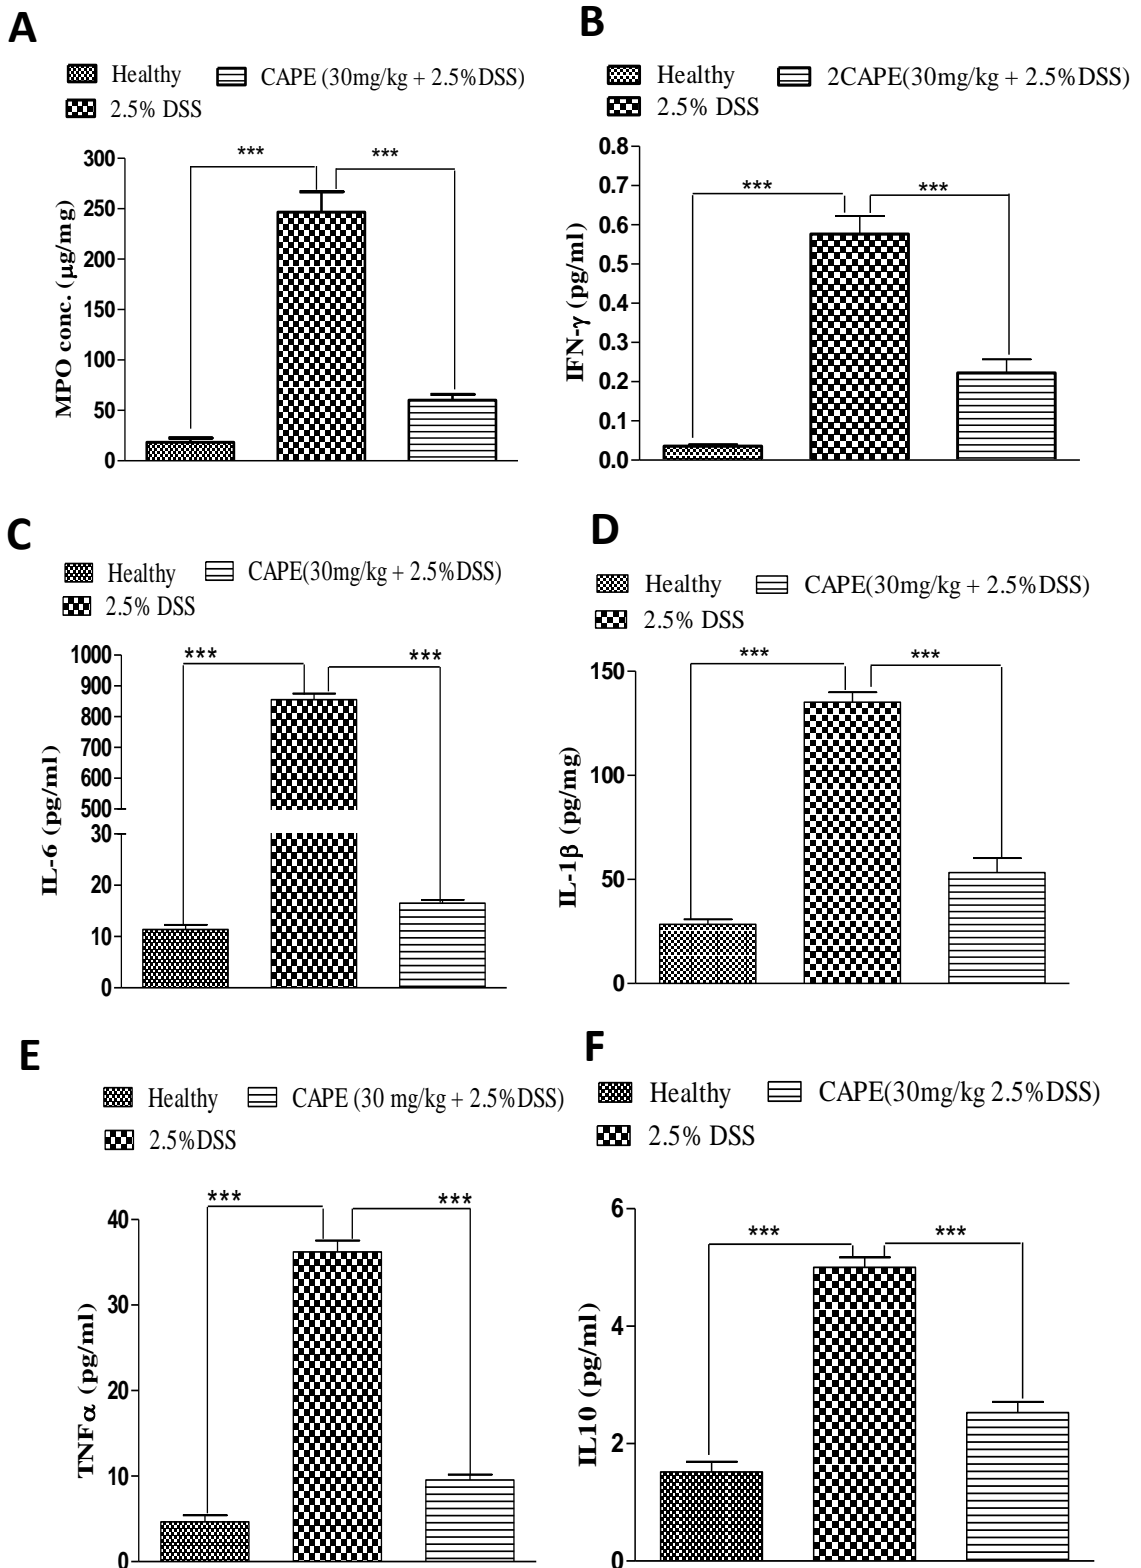 A
Healthy
CAPE (30mg/kg + 2.5%DSS)
2.5% DSS
300
250
200
150
100
50
0
MPO conc. (µg/mg)
***
***
B
Healthy
2CAPE(30mg/kg + 2.5%DSS)
2.5% DSS
0.8
0.7
0.6
0.5
0.4
0.3
0.2
0.1
0.0
IFN-γ (pg/ml)
***
***
C
Healthy
CAPE(30mg/kg + 2.5%DSS)
2.5% DSS
1000
900
800
700
600
500
30
20
10
0
IL-6 (pg/ml)
***
***
D
Healthy
CAPE(30mg/kg + 2.5%DSS)
2.5% DSS
150
100
50
0
IL-1β (pg/mg)
***
***
E
Healthy
CAPE (30 mg/kg + 2.5%DSS)
2.5%DSS
40
30
20
10
0
TNFα (pg/ml)
***
***
F
Healthy
CAPE(30mg/kg 2.5%DSS)
2.5% DSS
6
4
2
0
IL10 (pg/ml)
***
***